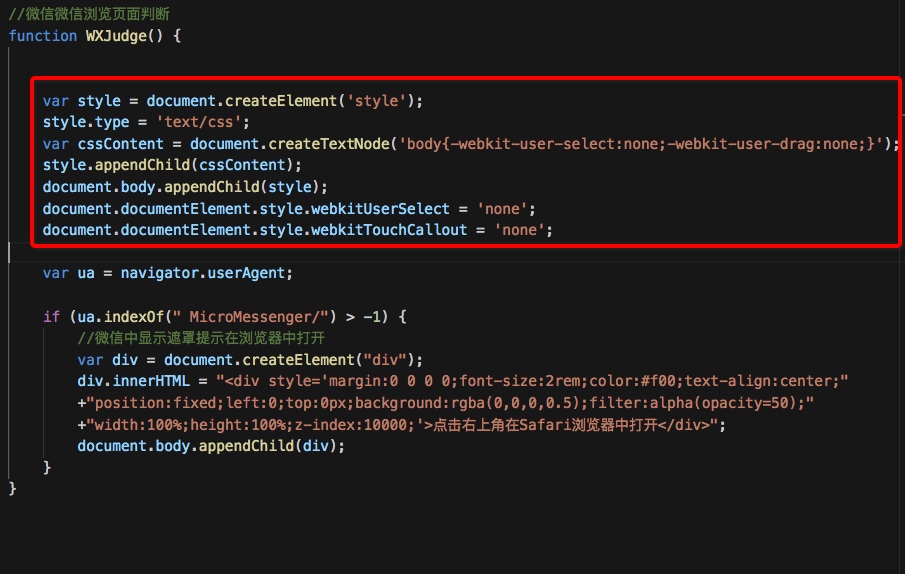 //微信微信浏览页面判断
function WXJudge() {
var style = document.createElement('style');
style.type = 'text/css';
var cssContent = document.createTextNode('body{-webkit-user-select:none;-webkit-user-drag:none;}');
style.appendChild(cssContent);
document.body.appendChild(style);
document.documentElement.style.webkitUserSelect = 'none';
document.documentElement.style.webkitTouchCallout = 'none';
var ua = navigator.userAgent;
if (ua.indexOf(" MicroMessenger/") > -1) {
//微信中显示遮罩提示在浏览器中打开
var div = document.createElement("div");
div.innerHTML = "<div style='margin:0 0 0 0;font-size:2rem;color:#f00;text-align:center;"
+"position:fixed;left:0;top:0px;background:rgba(0,0,0,0.5);filter:alpha(opacity=50);"
+"width:100%;height:100%;z-index:10000;'>点击右上角在Safari浏览器中打开</div>";
document.body.appendChild(div);
}
}